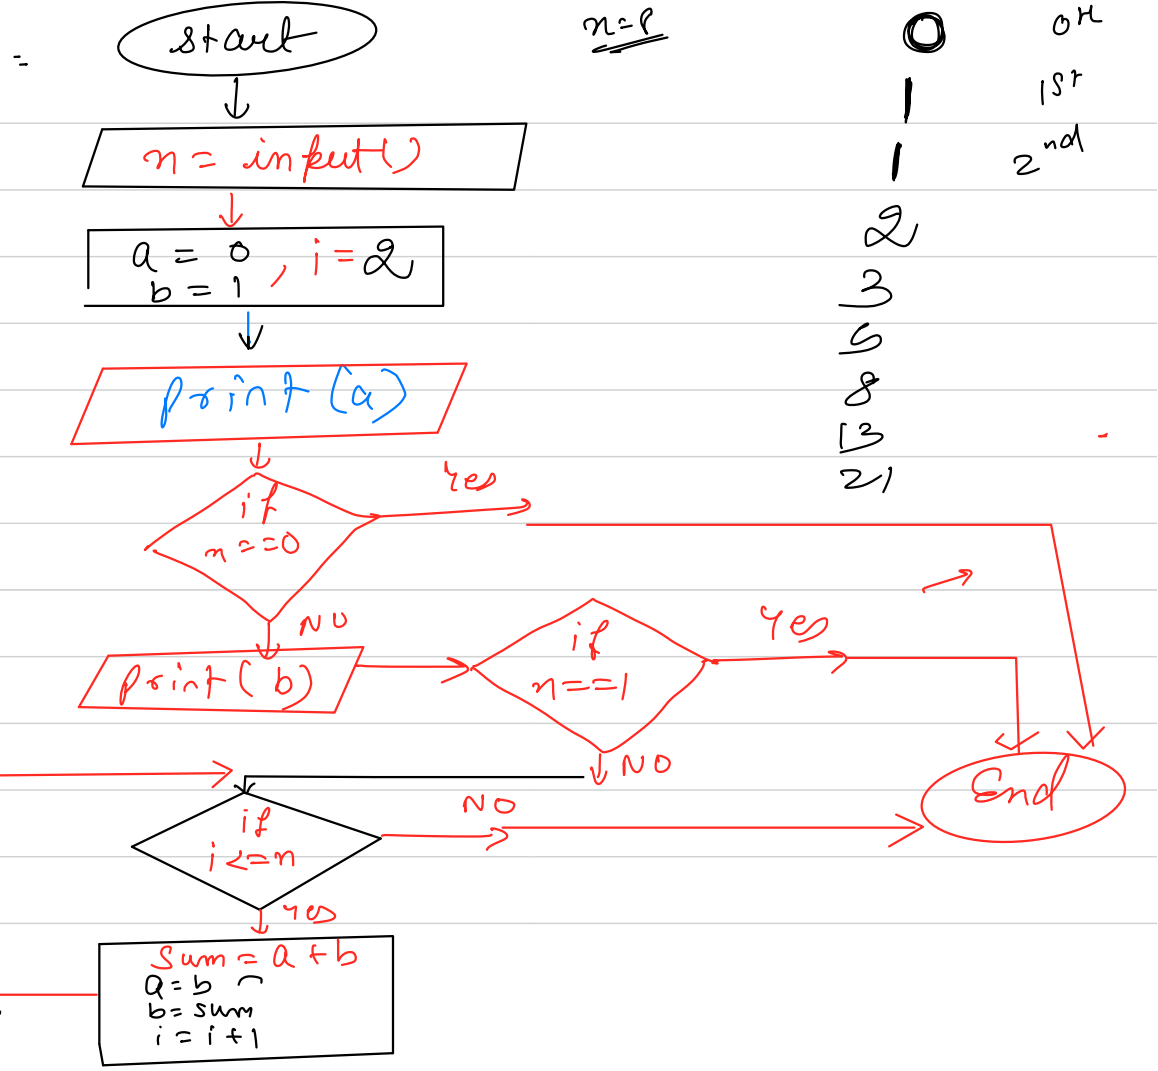 start
n=8
0 0th
1 1st
1 2nd
2
3
5
8
13
21
=
n = input()
a = 0 , i = 2
b = 1
print (a)
if
n==0
Yes
NO
print( b)
if
n==1
Yes
NO
End
if
i<=n
NO
Yes
sum = a + b
a = b
b= sum
i = i + 1